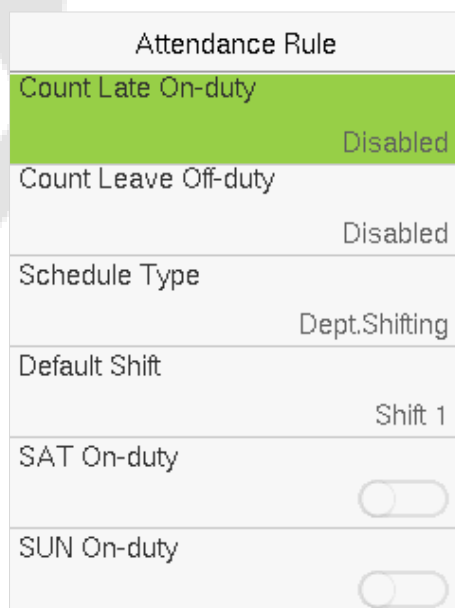 Attendance Rule
Count Late On-duty
Disabled
Count Leave Off-duty
Disabled
Schedule Type
Dept.Shifting
Default Shift
Shift 1
SAT On-duty
SUN On-duty